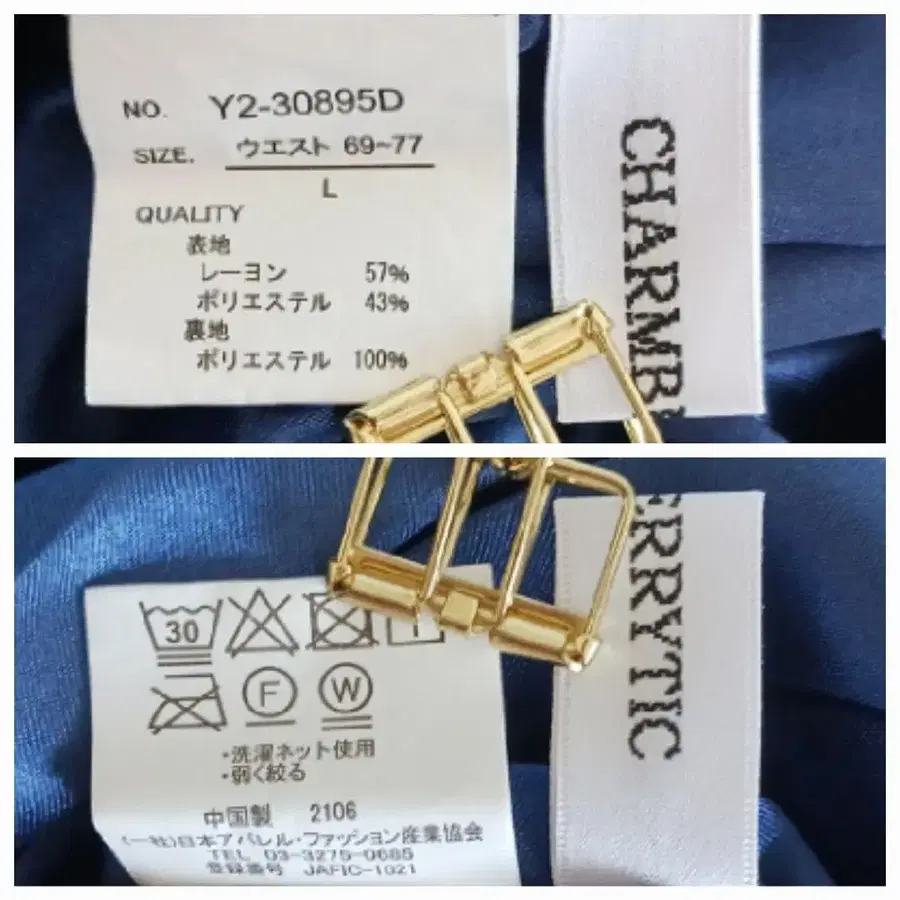 NO. Y2-30895D
SIZE. ウエスト 69~77
L
QUALITY
表地
レーヨン 57%
ポリエステル 43%
裏地
ポリエステル 100%
CHARMB
30
F W
・洗濯ネット使用
・弱く絞る
中国製 2106
(一社)日本アパレル・ファッション産業協会
TEL 03-3275-0685
登録番号 JAFIC-1021
ERRYTIC